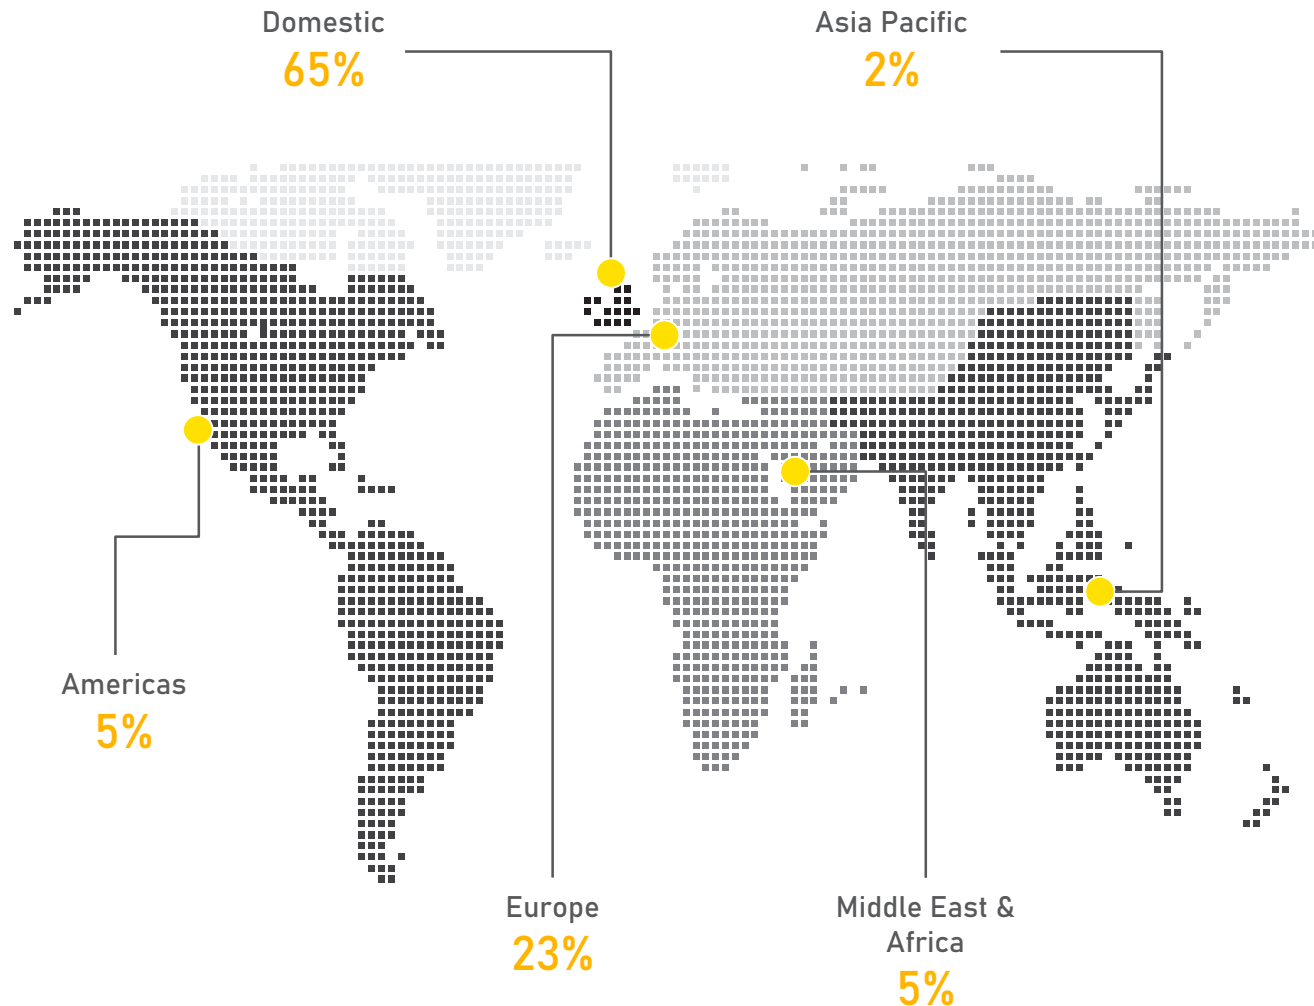 Domestic
65%
Asia Pacific
2%
Americas
5%
Europe
23%
Middle East &
Africa
5%